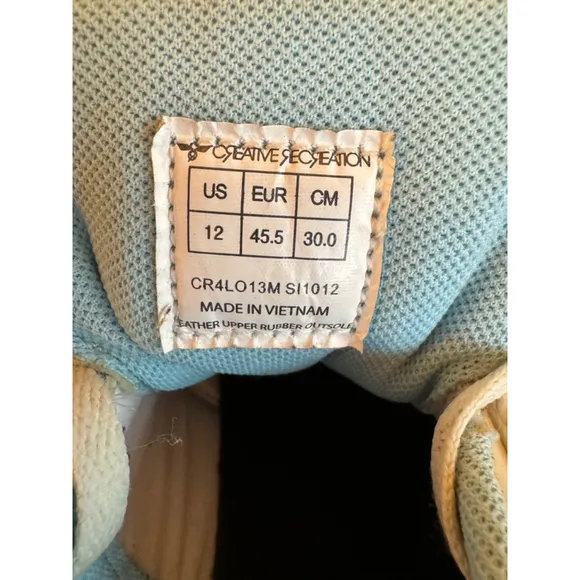 CREATIVE RECREATION
US EUR CM
12 45.5 30.0
CR4LO13M SI1012
MADE IN VIETNAM
EATHER UPPER RUBBER OUTSOLE